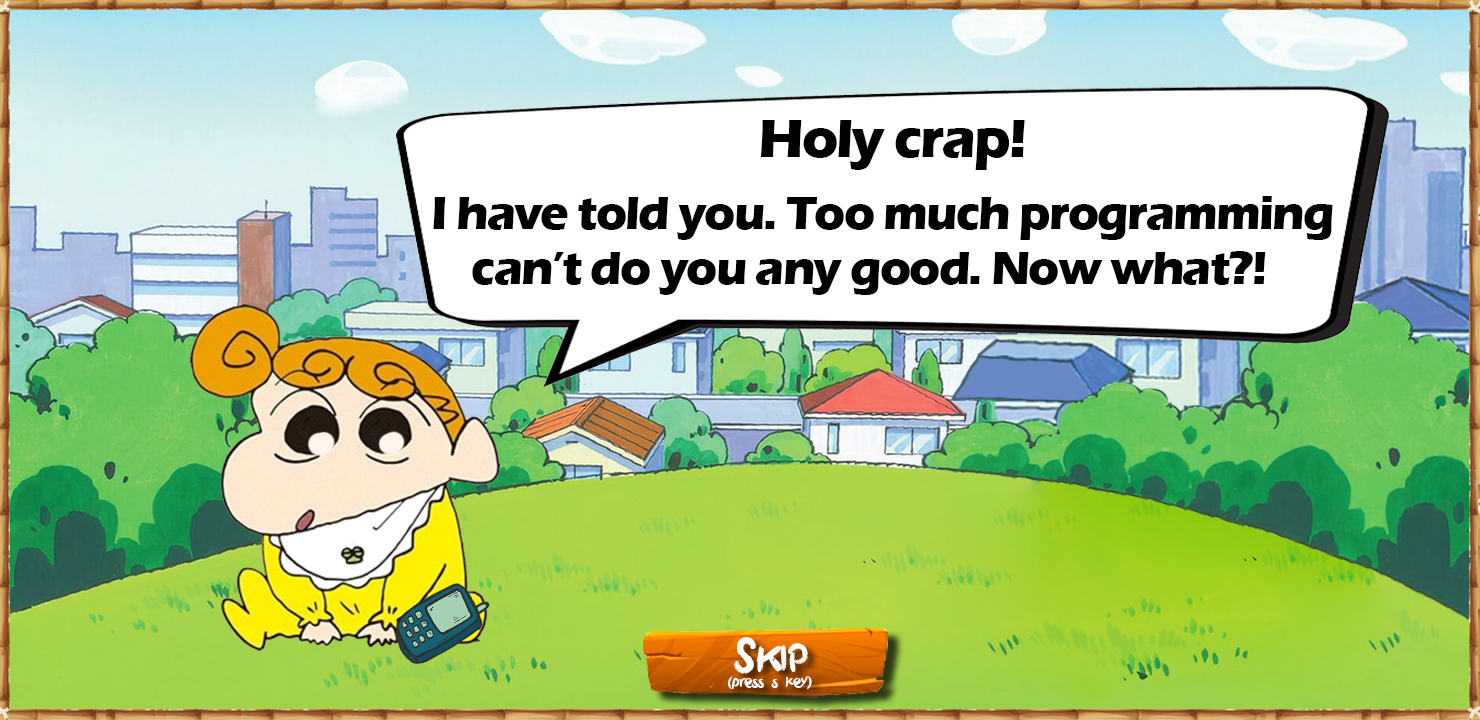 Holy crap!
I have told you. Too much programming
can't do you any good. Now what?!
Skip
(press s key)